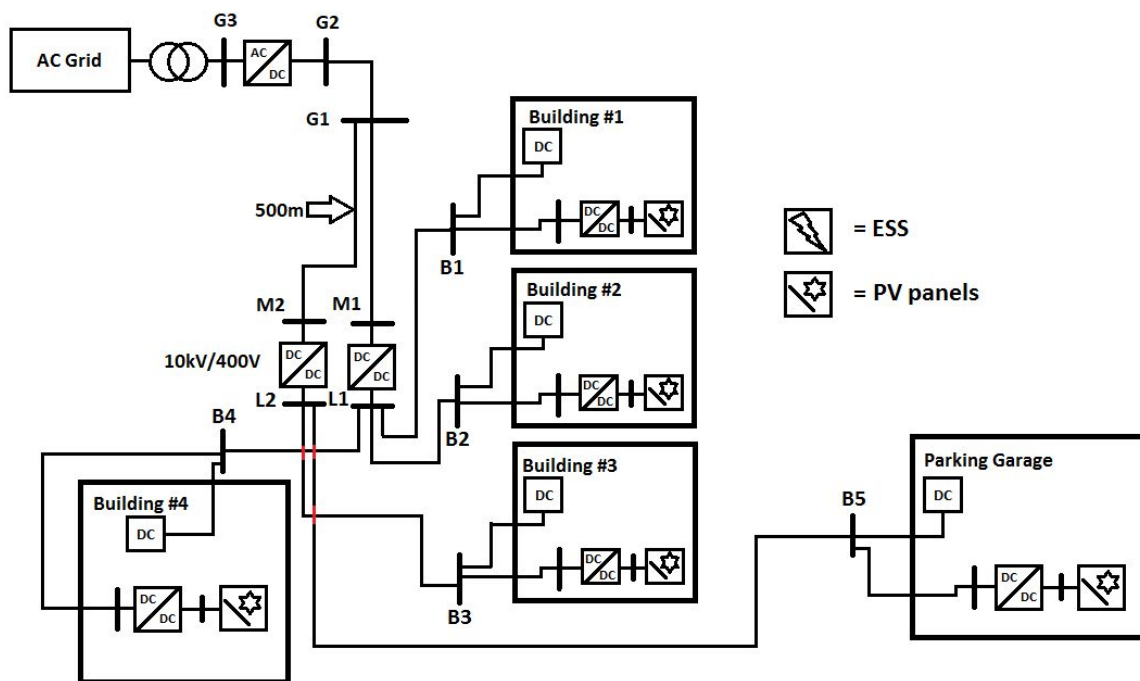 G3
G2
AC Grid
AC
DC
G1
Building #1
DC
500m
DC
DC
B1
= ESS
= PV panels
Building #2
DC
M2
M1
10kV/400V
DC
DC
DC
DC
DC
DC
L2
L1
B2
B4
Building #3
DC
Parking Garage
DC
Building #4
DC
B5
DC
DC
DC
DC
DC
DC
B3